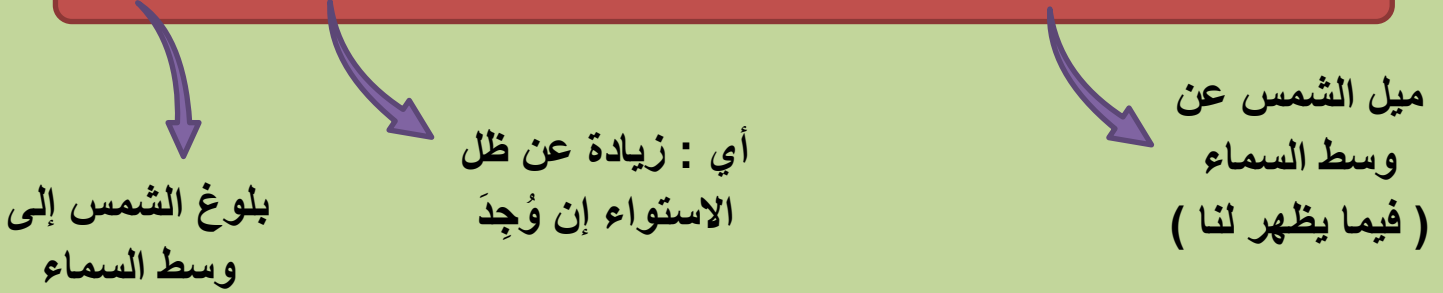 ميل الشمس عن
وسط السماء
( فيما يظهر لنا )
أي : زيادة عن ظل
الاستواء إن وُجِدَ
بلوغ الشمس إلى
وسط السماء